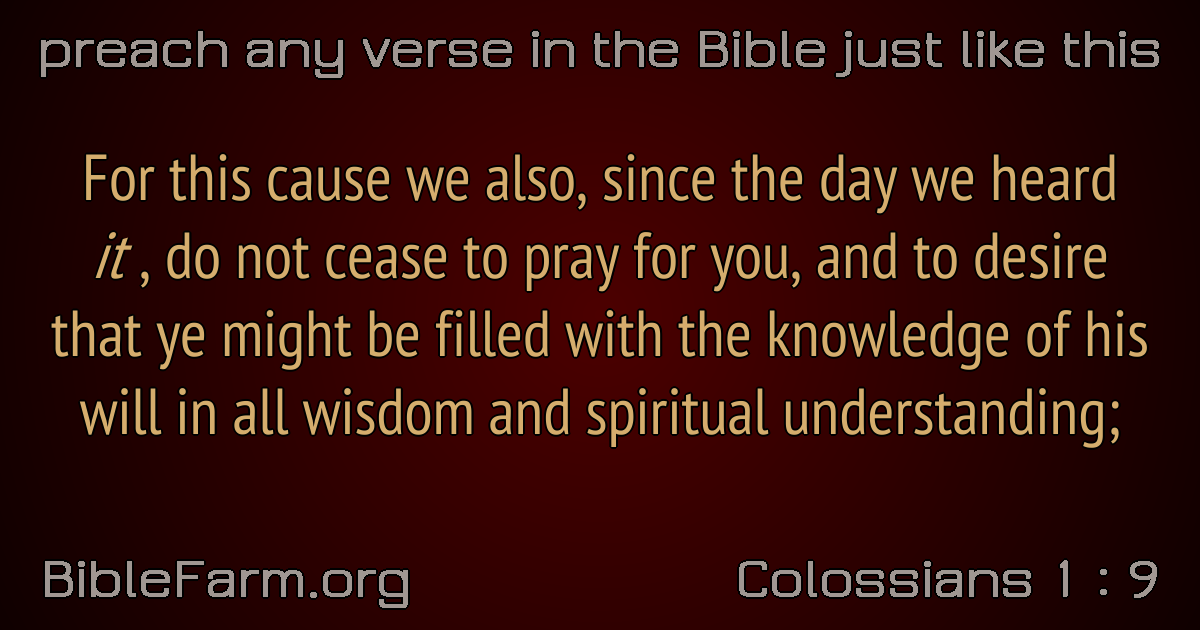 preach any verse in the Bible just like this
For this cause we also, since the day we heard
it , do not cease to pray for you, and to desire
that ye might be filled with the knowledge of his
will in all wisdom and spiritual understanding;
BibleFarm.org
Colossians 1 : 9